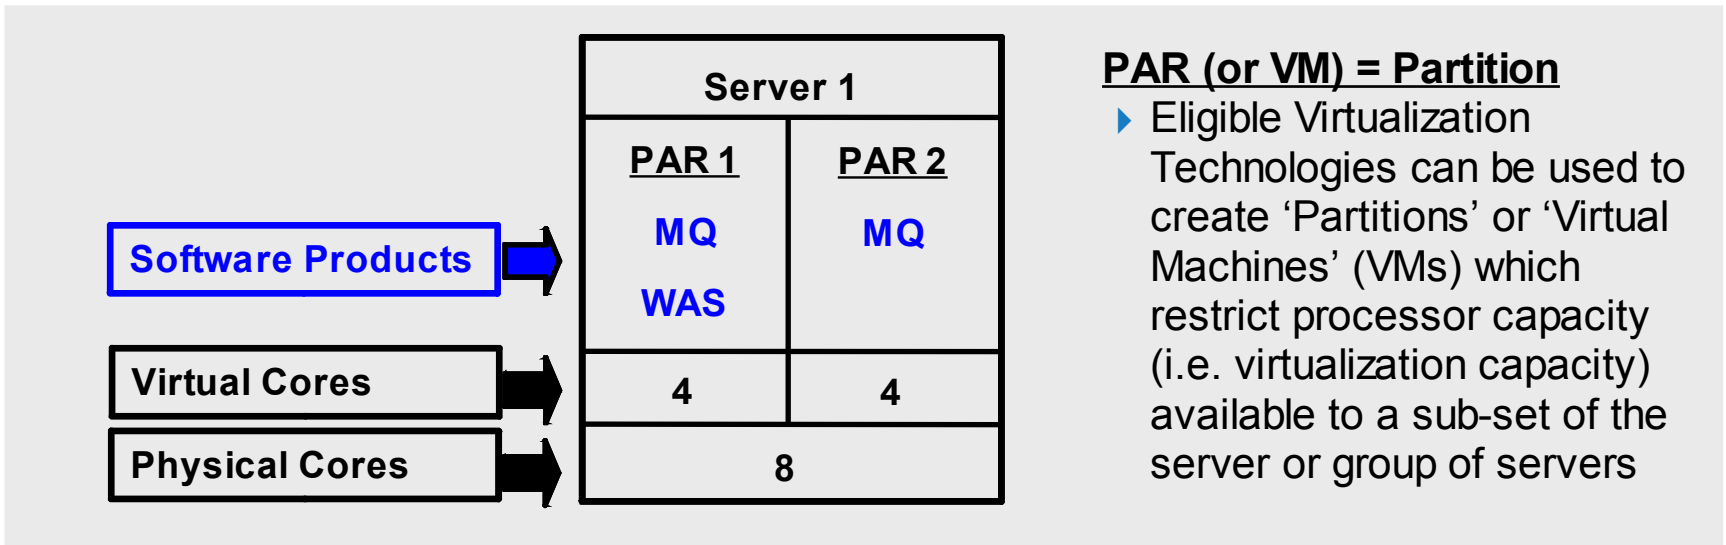 Server 1
PAR 1
PAR 2
MQ
MQ
WAS
Software Products
Virtual Cores
4
4
Physical Cores
8
PAR (or VM) = Partition
Eligible Virtualization
Technologies can be used to
create ‘Partitions’ or ‘Virtual
Machines’ (VMs) which
restrict processor capacity
(i.e. virtualization capacity)
available to a sub-set of the
server or group of servers